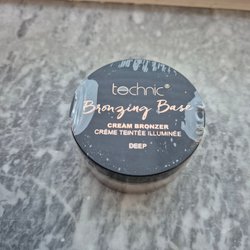 technic
Bronzing Base
CREAM BRONZER
CRÈME TEINTÉE ILLUMINÉE
DEEP